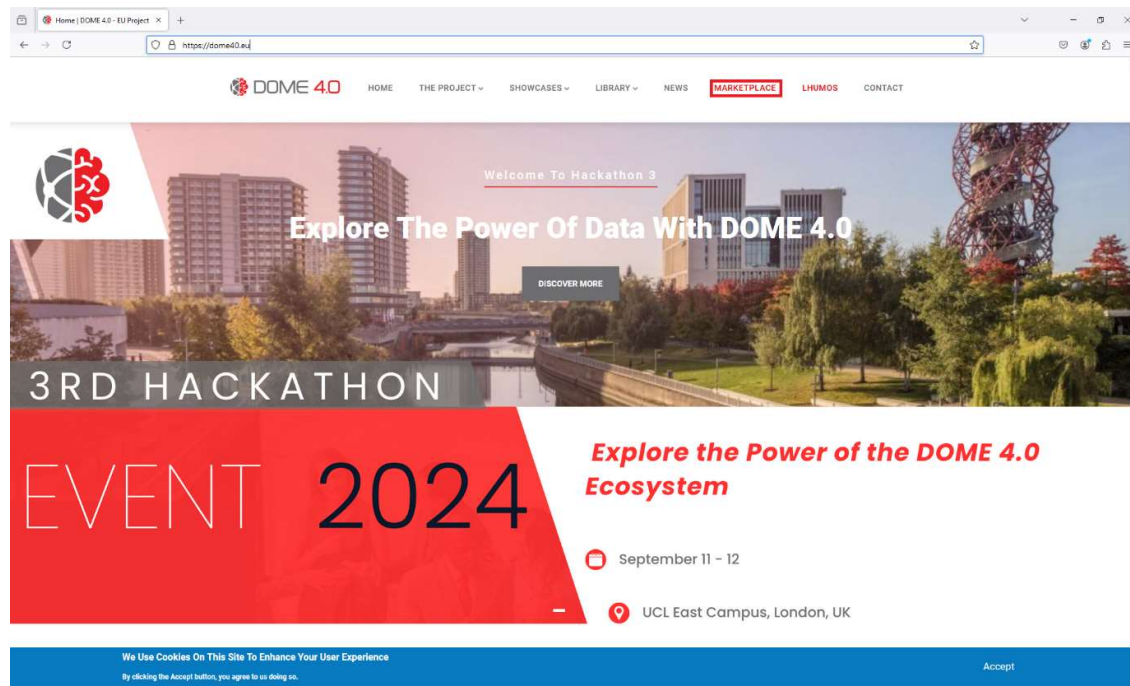 Home | DOME 4.0 - EU Project
https://dome40.eu
DOME 4.0
HOME
THE PROJECT
SHOWCASES
LIBRARY
NEWS
MARKETPLACE
LHUMOS
CONTACT
Welcome To Hackathon 3
Explore The Power Of Data With DOME 4.0
DISCOVER MORE
3RD HACKATHON
EVENT 2024
Explore the Power of the DOME 4.0
Ecosystem
September 11 - 12
UCL East Campus, London, UK
We Use Cookies On This Site To Enhance Your User Experience
By clicking the Accept button, you agree to us doing so.
Accept